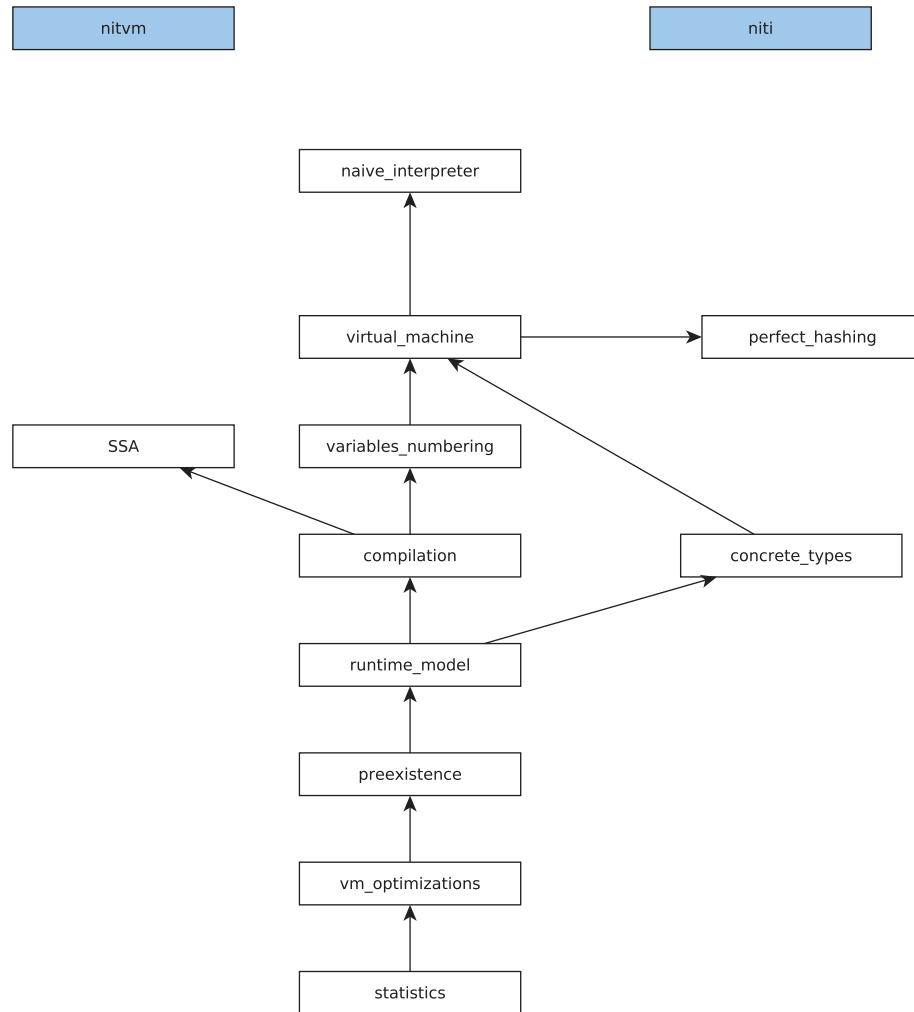 nitvm
niti
naive_interpreter
virtual_machine
perfect_hashing
SSA
variables_numbering
compilation
concrete_types
runtime_model
preexistence
vm_optimizations
statistics